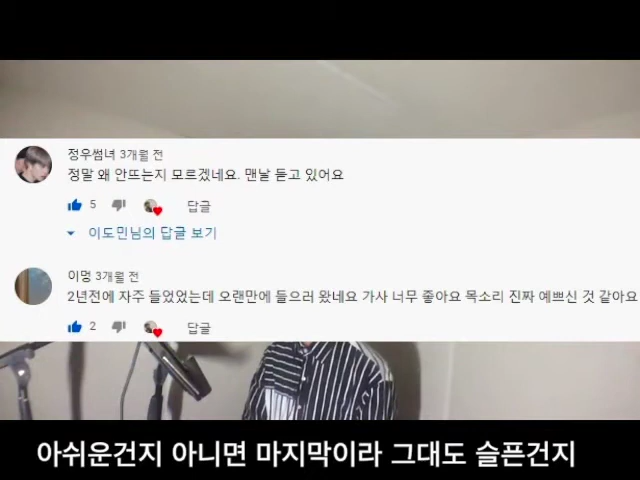 정우썸녀 3개월 전
정말 왜 안뜨는지 모르겠네요. 맨날 듣고 있어요
5 답글
이도민님의 답글 보기
이명 3개월 전
2년전에 자주 들었었는데 오랜만에 들으러 왔네요 가사 너무 좋아요 목소리 진짜 예쁘신 것 같아요
2 답글
아쉬운건지 아니면 마지막이라 그대도 슬픈건지